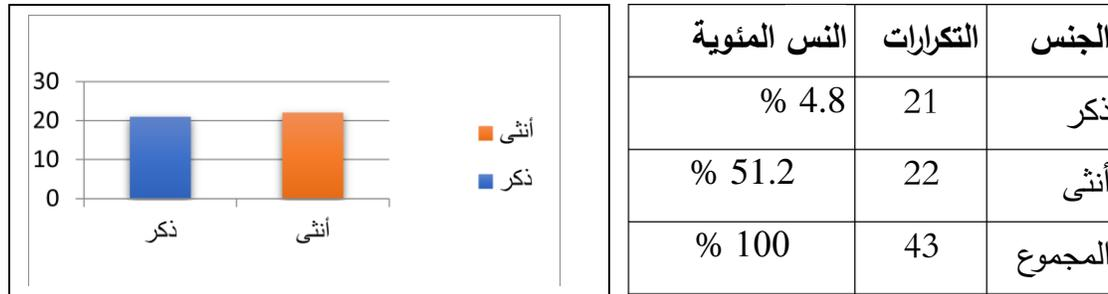 الجنس التكرارات النس المئوية
ذكر 21 4.8 %
أنثى 22 51.2 %
المجموع 43 100 %
30
20
10
0
ذكر أنثى
أنثى
ذكر